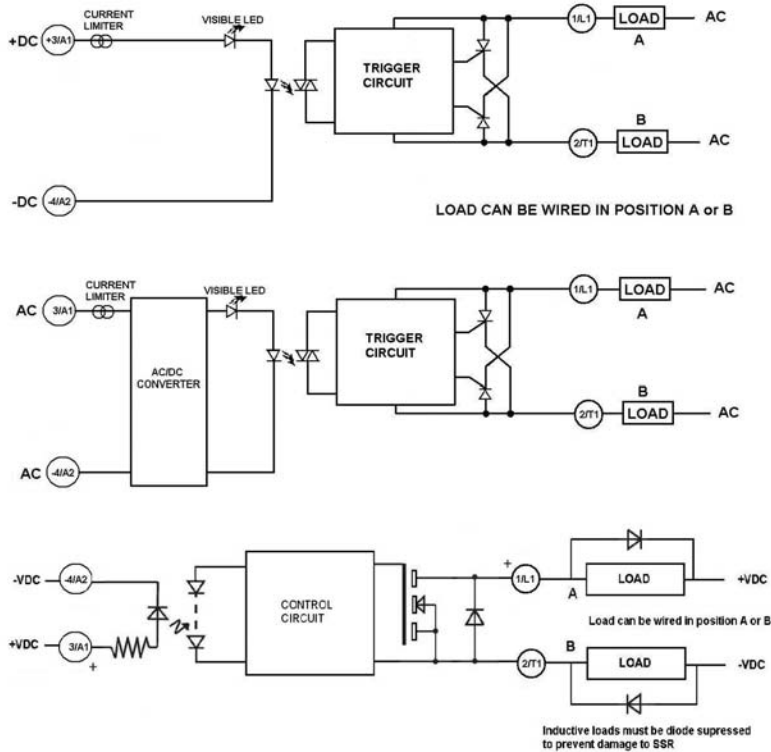 CURRENT
LIMITER
VISIBLE LED
+DC
+3/A1
-DC
-4/A2
TRIGGER
CIRCUIT
1/L1
LOAD
AC
A
B
2/T1
LOAD
AC
LOAD CAN BE WIRED IN POSITION A or B
CURRENT
LIMITER
VISIBLE LED
AC
3/A1
AC/DC
CONVERTER
AC
-4/A2
TRIGGER
CIRCUIT
1/L1
LOAD
AC
A
B
2/T1
LOAD
AC
-VDC
-4/A2
+VDC
3/A1
+
CONTROL
CIRCUIT
+
1/L1
LOAD
+VDC
A
Load can be wired in position A or B
B
2/T1
LOAD
-VDC
Inductive loads must be diode supressed
to prevent damage to SSR